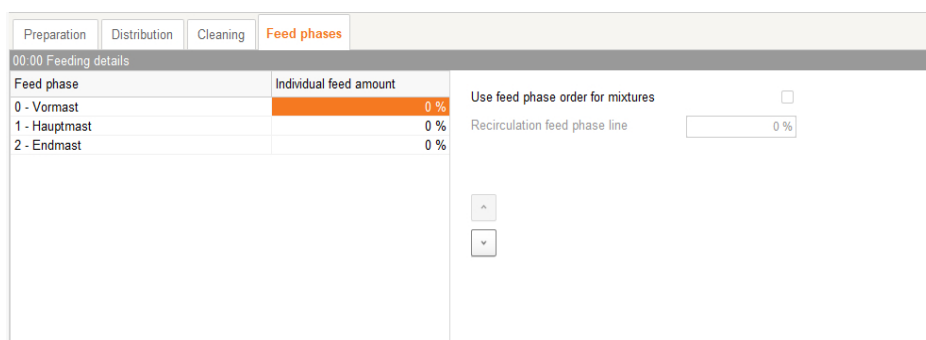 Preparation Distribution Cleaning Feed phases
00:00 Feeding details
Feed phase Individual feed amount
0 - Vormast 0 %
1 - Hauptmast 0 %
2 - Endmast 0 %
Use feed phase order for mixtures
Recirculation feed phase line 0 %